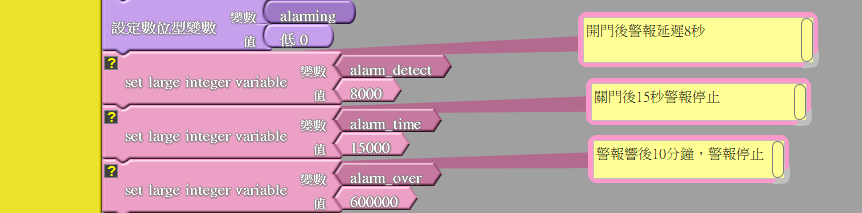 設定數位型變數
變數
alarming
值
低 0
開門後警報延遲8秒
?
set large integer variable
變數
alarm_detect
值
8000
關門後15秒警報停止
?
set large integer variable
變數
alarm_time
值
15000
警報響後10分鐘，警報停止
?
set large integer variable
變數
alarm_over
值
600000